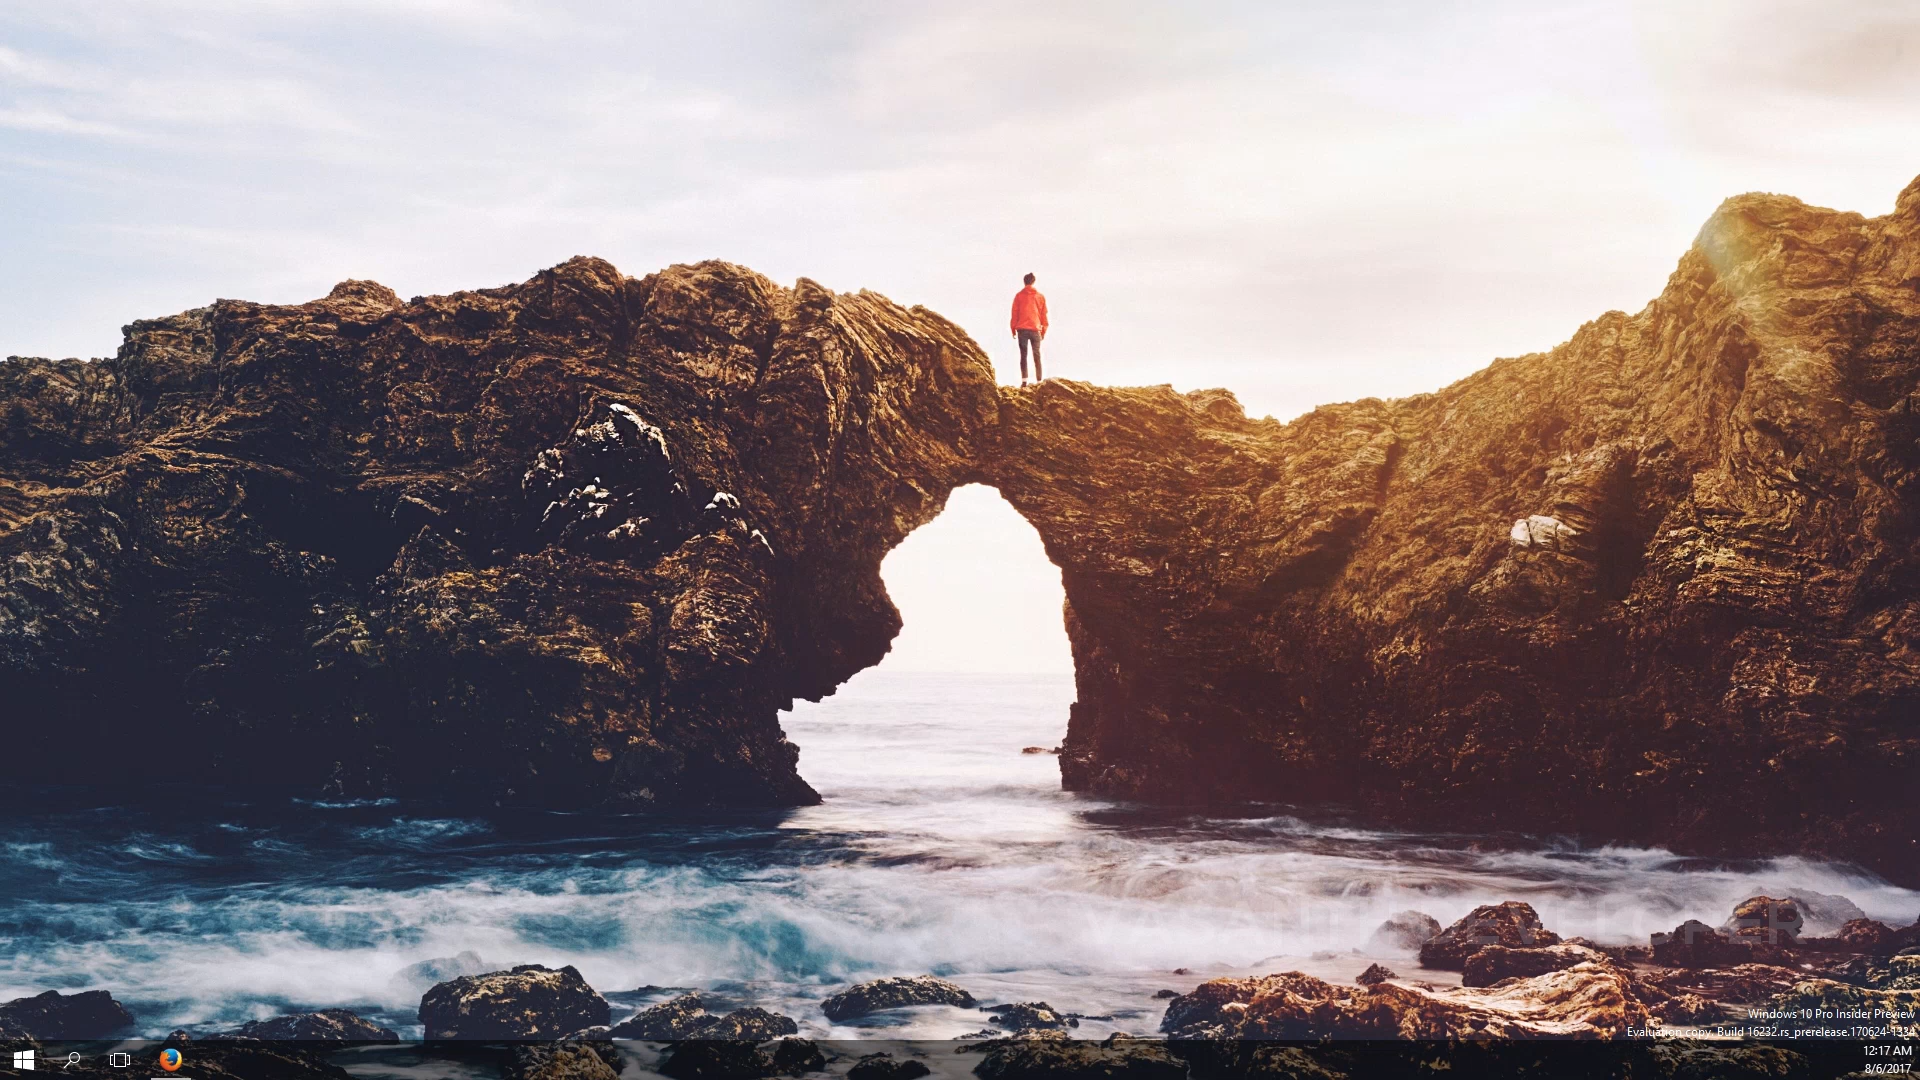 Windows 10 Pro Insider Preview
Evaluation copy. Build 16232.rs_prerelease.170624-1334
12:17 AM
8/6/2017